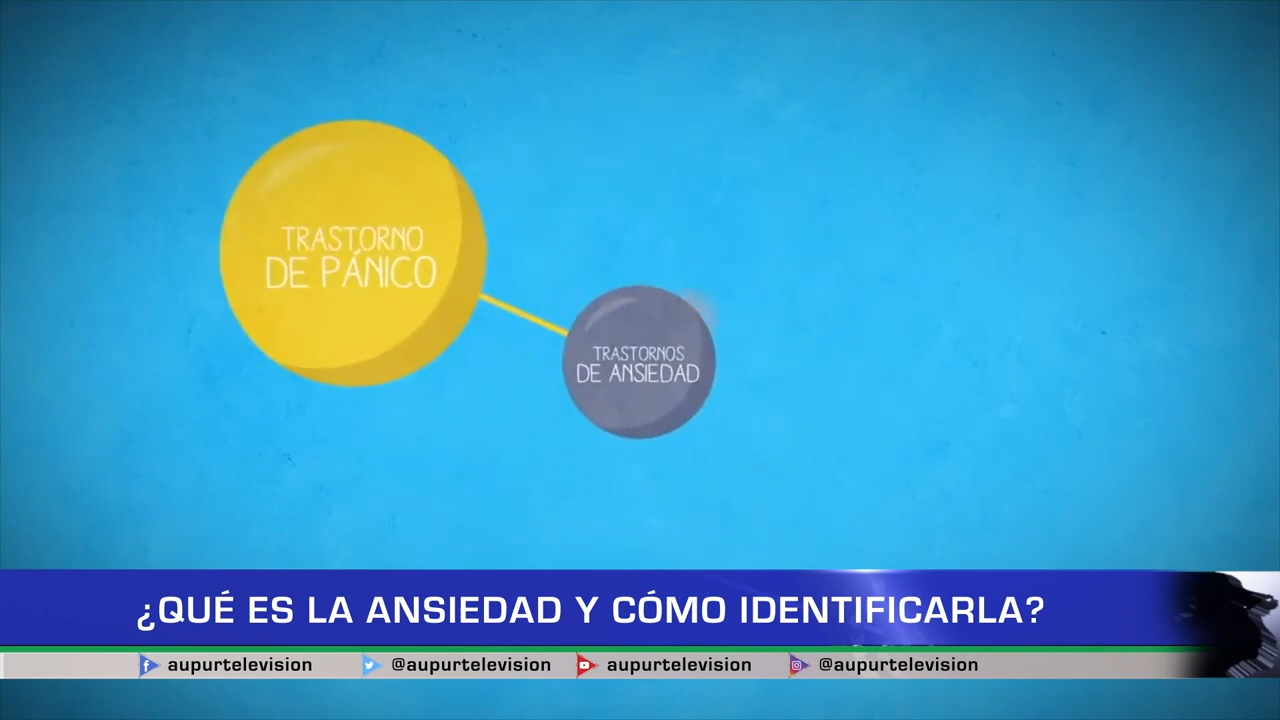 TRASTORNO
DE PÁNICO
TRASTORNOS
DE ANSIEDAD
¿QUÉ ES LA ANSIEDAD Y CÓMO IDENTIFICARLA?
aupurtelevision @aupurtelevision aupurtelevision @aupurtelevision